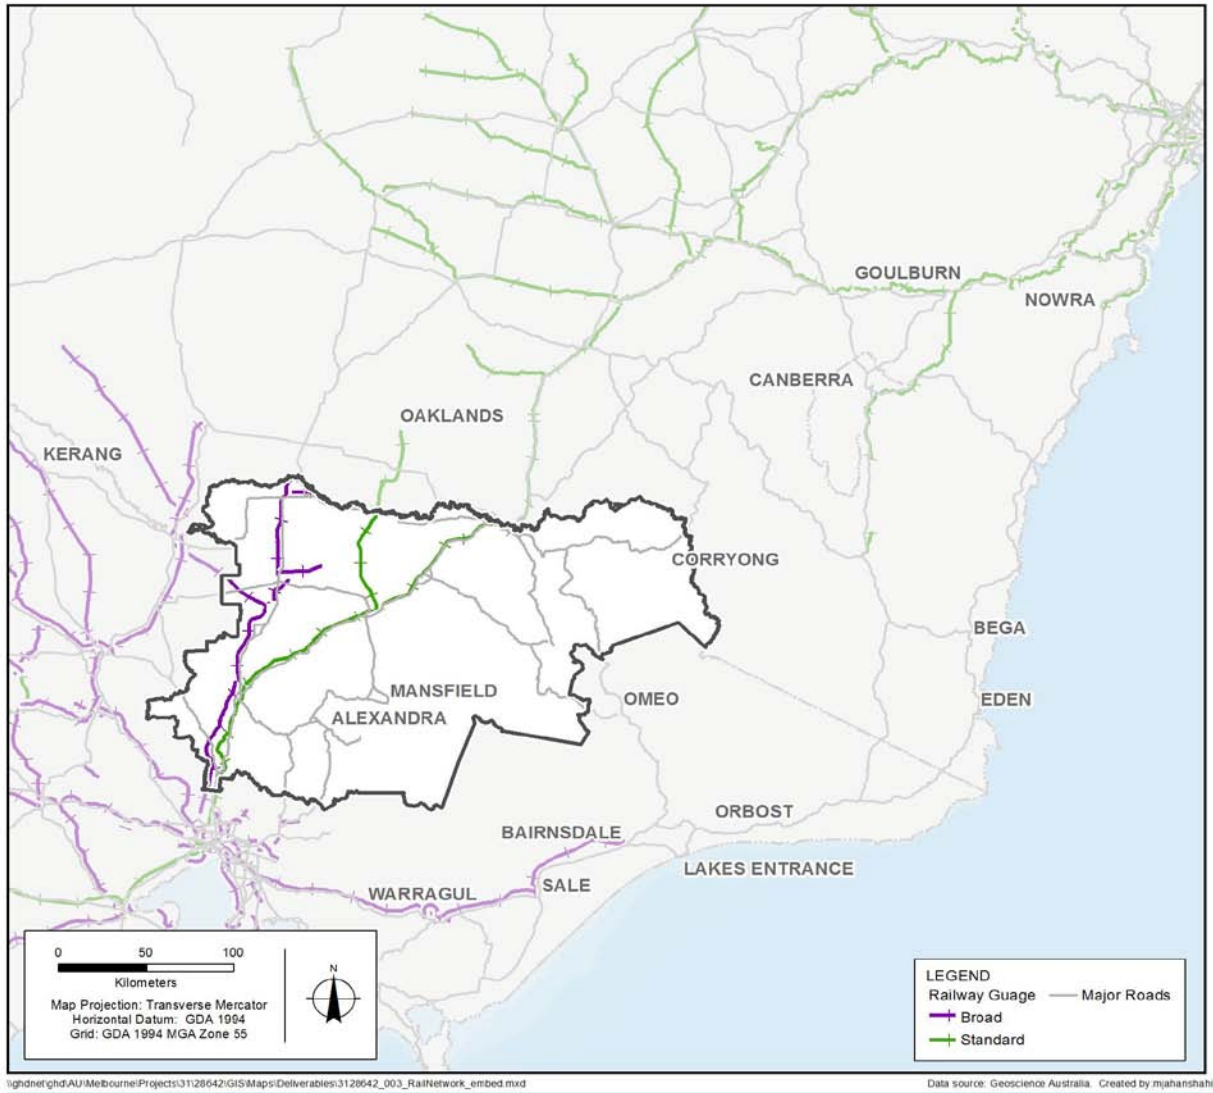 GOULBURN
NOWRA
CANBERRA
OAKLANDS
KERANG
CORRYONG
BEGA
MANSFIELD
OMEO
EDEN
ALEXANDRA
ORBOST
BAIRNSDALE
LAKES ENTRANCE
WARRAGUL
SALE
0 50 100
Kilometers
Map Projection: Transverse Mercator
Horizontal Datum: GDA 1994
Grid: GDA 1994 MGA Zone 55
N
LEGEND
Railway Guage
Major Roads
Broad
Standard
\\ghdnet\ghd\AU\Melbourne\Projects\31\28642\GIS\Maps\Deliverables\3128642_003_RailNetwork_embed.mxd
Data source: Geoscience Australia. Created by:mjahanshahi